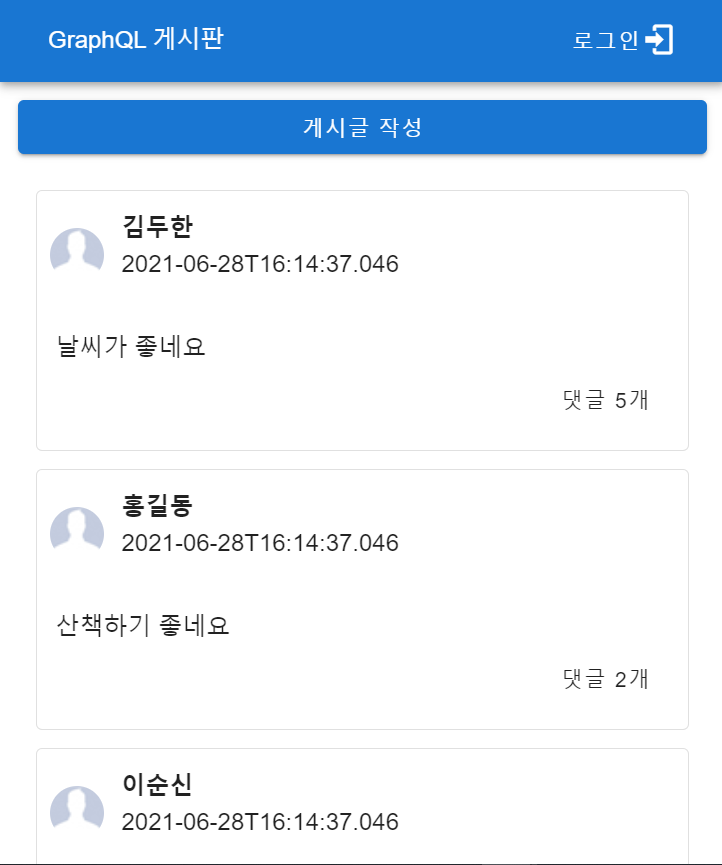 GraphQL 게시판
로그인
게시글 작성
김두한
2021-06-28T16:14:37.046
날씨가 좋네요
댓글 5개
홍길동
2021-06-28T16:14:37.046
산책하기 좋네요
댓글 2개
이순신
2021-06-28T16:14:37.046